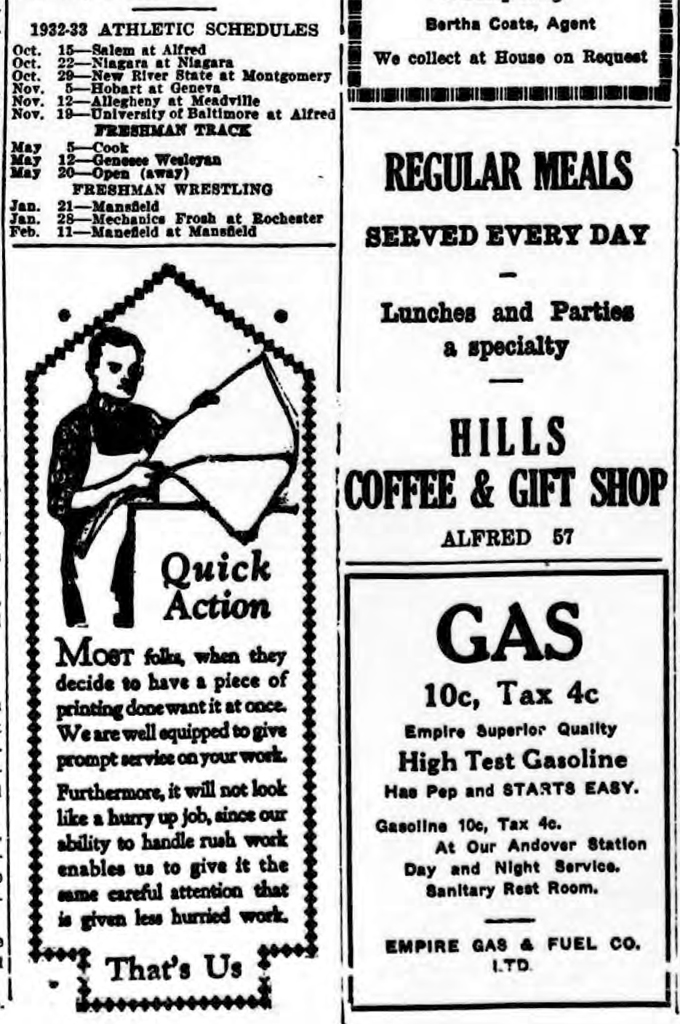 1932-33 ATHLETIC SCHEDULES
Oct. 15—Salem at Alfred
Oct. 22—Niagara at Niagara
Oct. 29—New River State at Montgomery
Nov. 5—Hobart at Geneva
Nov. 12—Allegheny at Meadville
Nov. 19—University of Baltimore at Alfred
FRESHMAN TRACK
May 5—Cook
May 12—Genesee Wesleyan
May 20—Open (away)
FRESHMAN WRESTLING
Jan. 21—Mansfield
Jan. 28—Mechanics Frosh at Rochester
Feb. 11—Manefield at Mansfield
Quick
Action
MOST folks, when they
decide to have a piece of
printing done want it at once.
We are well equipped to give
prompt service on your work.
Furthermore, it will not look
like a hurry up job, since our
ability to handle rush work
enables us to give it the
same careful attention that
is given less hurried work.
That's Us
Bertha Coats, Agent
We collect at House on Request
REGULAR MEALS
SERVED EVERY DAY
Lunches and Parties
a specialty
HILLS
COFFEE & GIFT SHOP
ALFRED 57
GAS
10c, Tax 4c
Empire Superior Quality
High Test Gasoline
Has Pep and STARTS EASY.
Gasoline 10c, Tax 4c.
At Our Andover Station
Day and Night Service.
Sanitary Rest Room.
EMPIRE GAS & FUEL CO.
LTD.